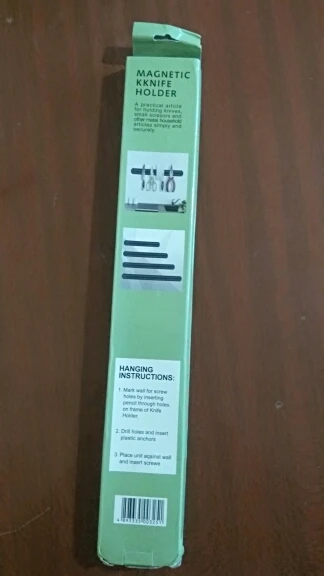 MAGNETIC
KKNIFE
HOLDER
A practical article
for holding knives,
small scissors and
other metal household
articles simply and
securely.
HANGING
INSTRUCTIONS:
1. Mark wall for screw
holes by inserting
pencil through holes,
on frame of Knife
Holder.
2. Drill holes and insert
plastic anchors
3. Place unit against wall
and insert screws